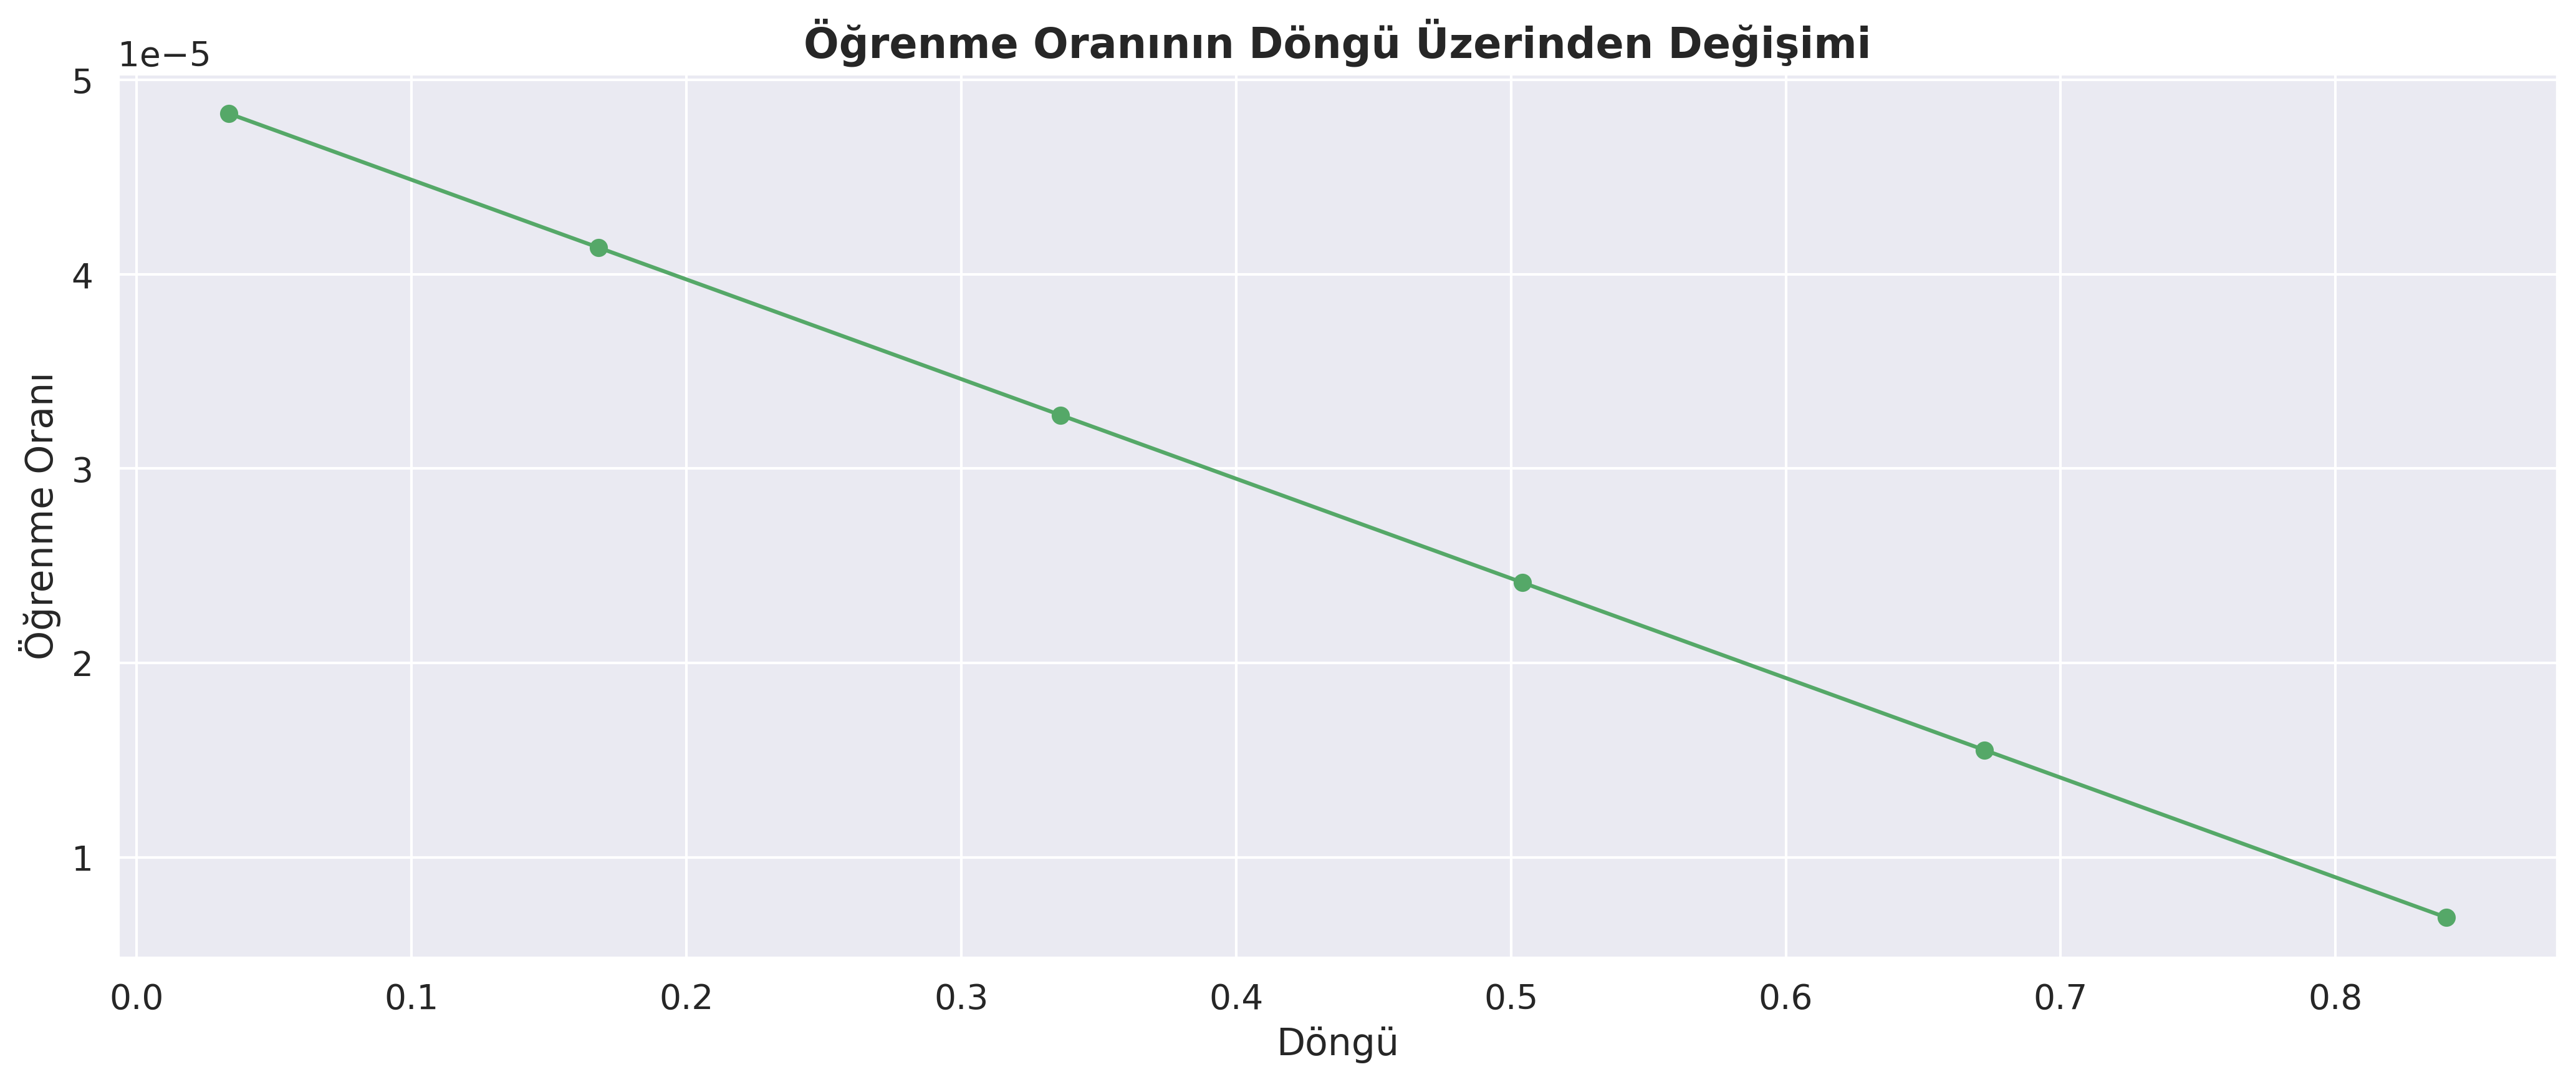 Öğrenme Oranının Döngü Üzerinden Değişimi
1e−5
5
4
3
2
1
Öğrenme Oranı
0.0 0.1 0.2 0.3 0.4 0.5 0.6 0.7 0.8
Döngü